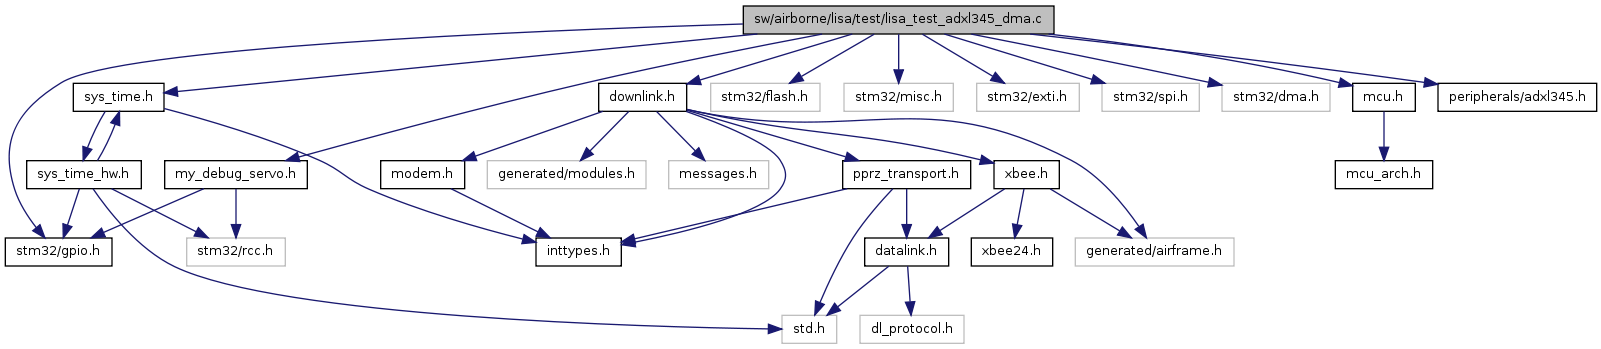 sw/airborne/lisa/test/lisa_test_adxl345_dma.c
sys_time.h
downlink.h
stm32/flash.h
stm32/misc.h
stm32/exti.h
stm32/spi.h
stm32/dma.h
mcu.h
peripherals/adxl345.h
sys_time_hw.h
my_debug_servo.h
modem.h
generated/modules.h
messages.h
pprz_transport.h
xbee.h
mcu_arch.h
stm32/gpio.h
stm32/rcc.h
inttypes.h
datalink.h
xbee24.h
generated/airframe.h
std.h
dl_protocol.h